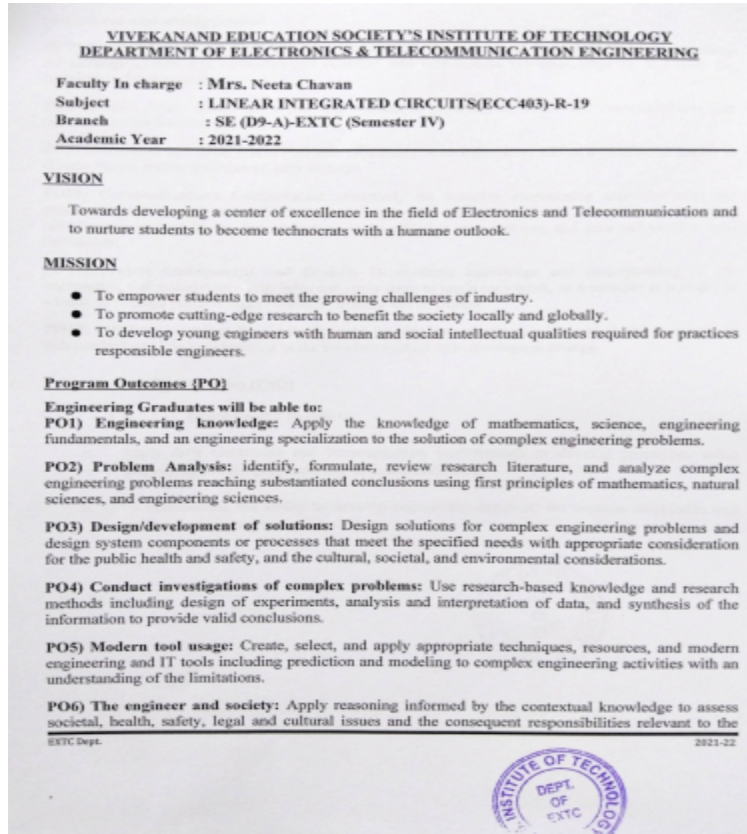 VIVEKANAND EDUCATION SOCIETY'S INSTITUTE OF TECHNOLOGY
DEPARTMENT OF ELECTRONICS & TELECOMMUNICATION ENGINEERING
Faculty In charge : Mrs. Neeta Chavan
Subject : LINEAR INTEGRATED CIRCUITS(ECC403)-R-19
Branch : SE (D9-A)-EXTC (Semester IV)
Academic Year : 2021-2022
VISION
Towards developing a center of excellence in the field of Electronics and Telecommunication and
to nurture students to become technocrats with a humane outlook.
MISSION
● To empower students to meet the growing challenges of industry.
● To promote cutting-edge research to benefit the society locally and globally.
● To develop young engineers with human and social intellectual qualities required for practices
responsible engineers.
Program Outcomes {PO}
Engineering Graduates will be able to:
PO1) Engineering knowledge: Apply the knowledge of mathematics, science, engineering
fundamentals, and an engineering specialization to the solution of complex engineering problems.
PO2) Problem Analysis: identify, formulate, review research literature, and analyze complex
engineering problems reaching substantiated conclusions using first principles of mathematics, natural
sciences, and engineering sciences.
PO3) Design/development of solutions: Design solutions for complex engineering problems and
design system components or processes that meet the specified needs with appropriate consideration
for the public health and safety, and the cultural, societal, and environmental considerations.
PO4) Conduct investigations of complex problems: Use research-based knowledge and research
methods including design of experiments, analysis and interpretation of data, and synthesis of the
information to provide valid conclusions.
PO5) Modern tool usage: Create, select, and apply appropriate techniques, resources, and modern
engineering and IT tools including prediction and modeling to complex engineering activities with an
understanding of the limitations.
PO6) The engineer and society: Apply reasoning informed by the contextual knowledge to assess
societal, health, safety, legal and cultural issues and the consequent responsibilities relevant to the
EXTC Dept. 2021-22
INSTITUTE OF TECHNOLOG
DEPT.
OF
EXTC